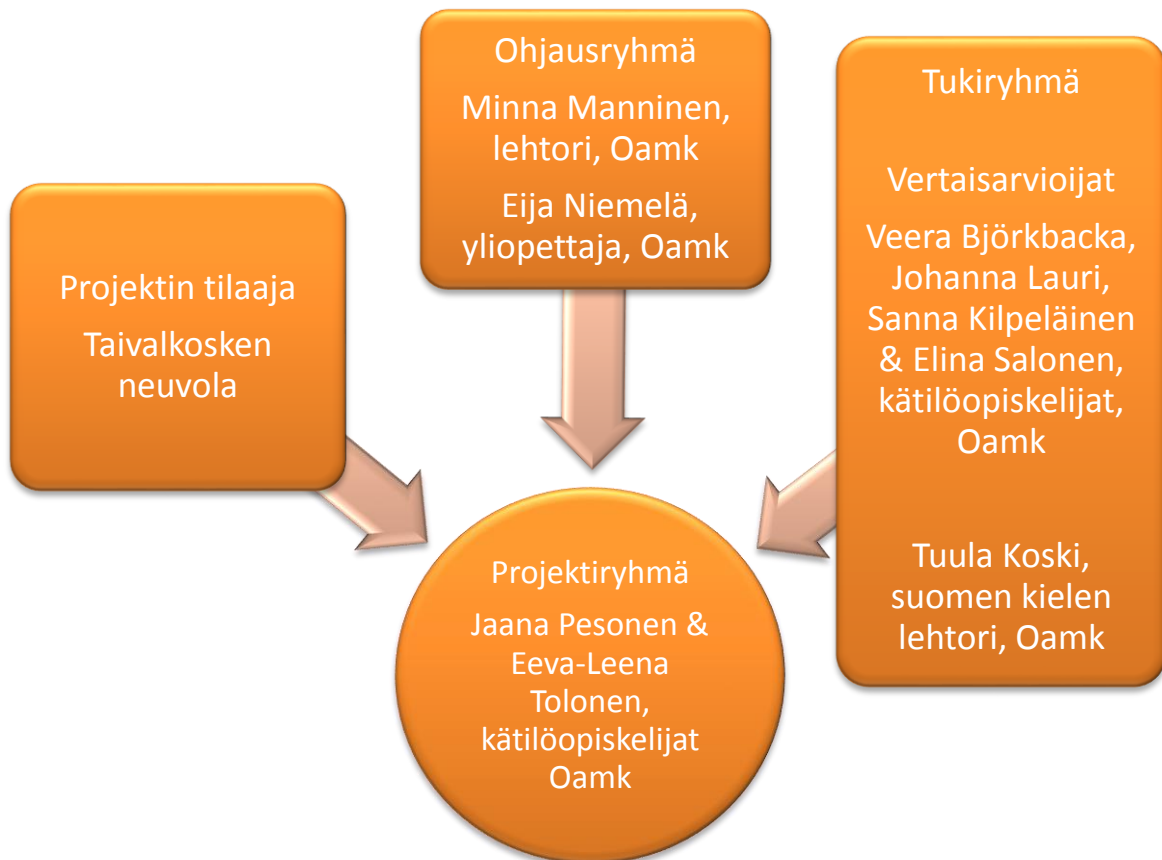 Projektin tilaaja
Taivalkosken
neuvola
Ohjausryhmä
Minna Manninen,
lehtori, Oamk
Eija Niemelä,
yliopettaja, Oamk
Tukiryhmä
Vertaisarvioijat
Veera Björkbacka,
Johanna Lauri,
Sanna Kilpeläinen
& Elina Salonen,
kätilöopiskelijat,
Oamk
Tuula Koski,
suomen kielen
lehtori, Oamk
Projektiryhmä
Jaana Pesonen &
Eeva-Leena
Tolonen,
kätilöopiskelijat
Oamk